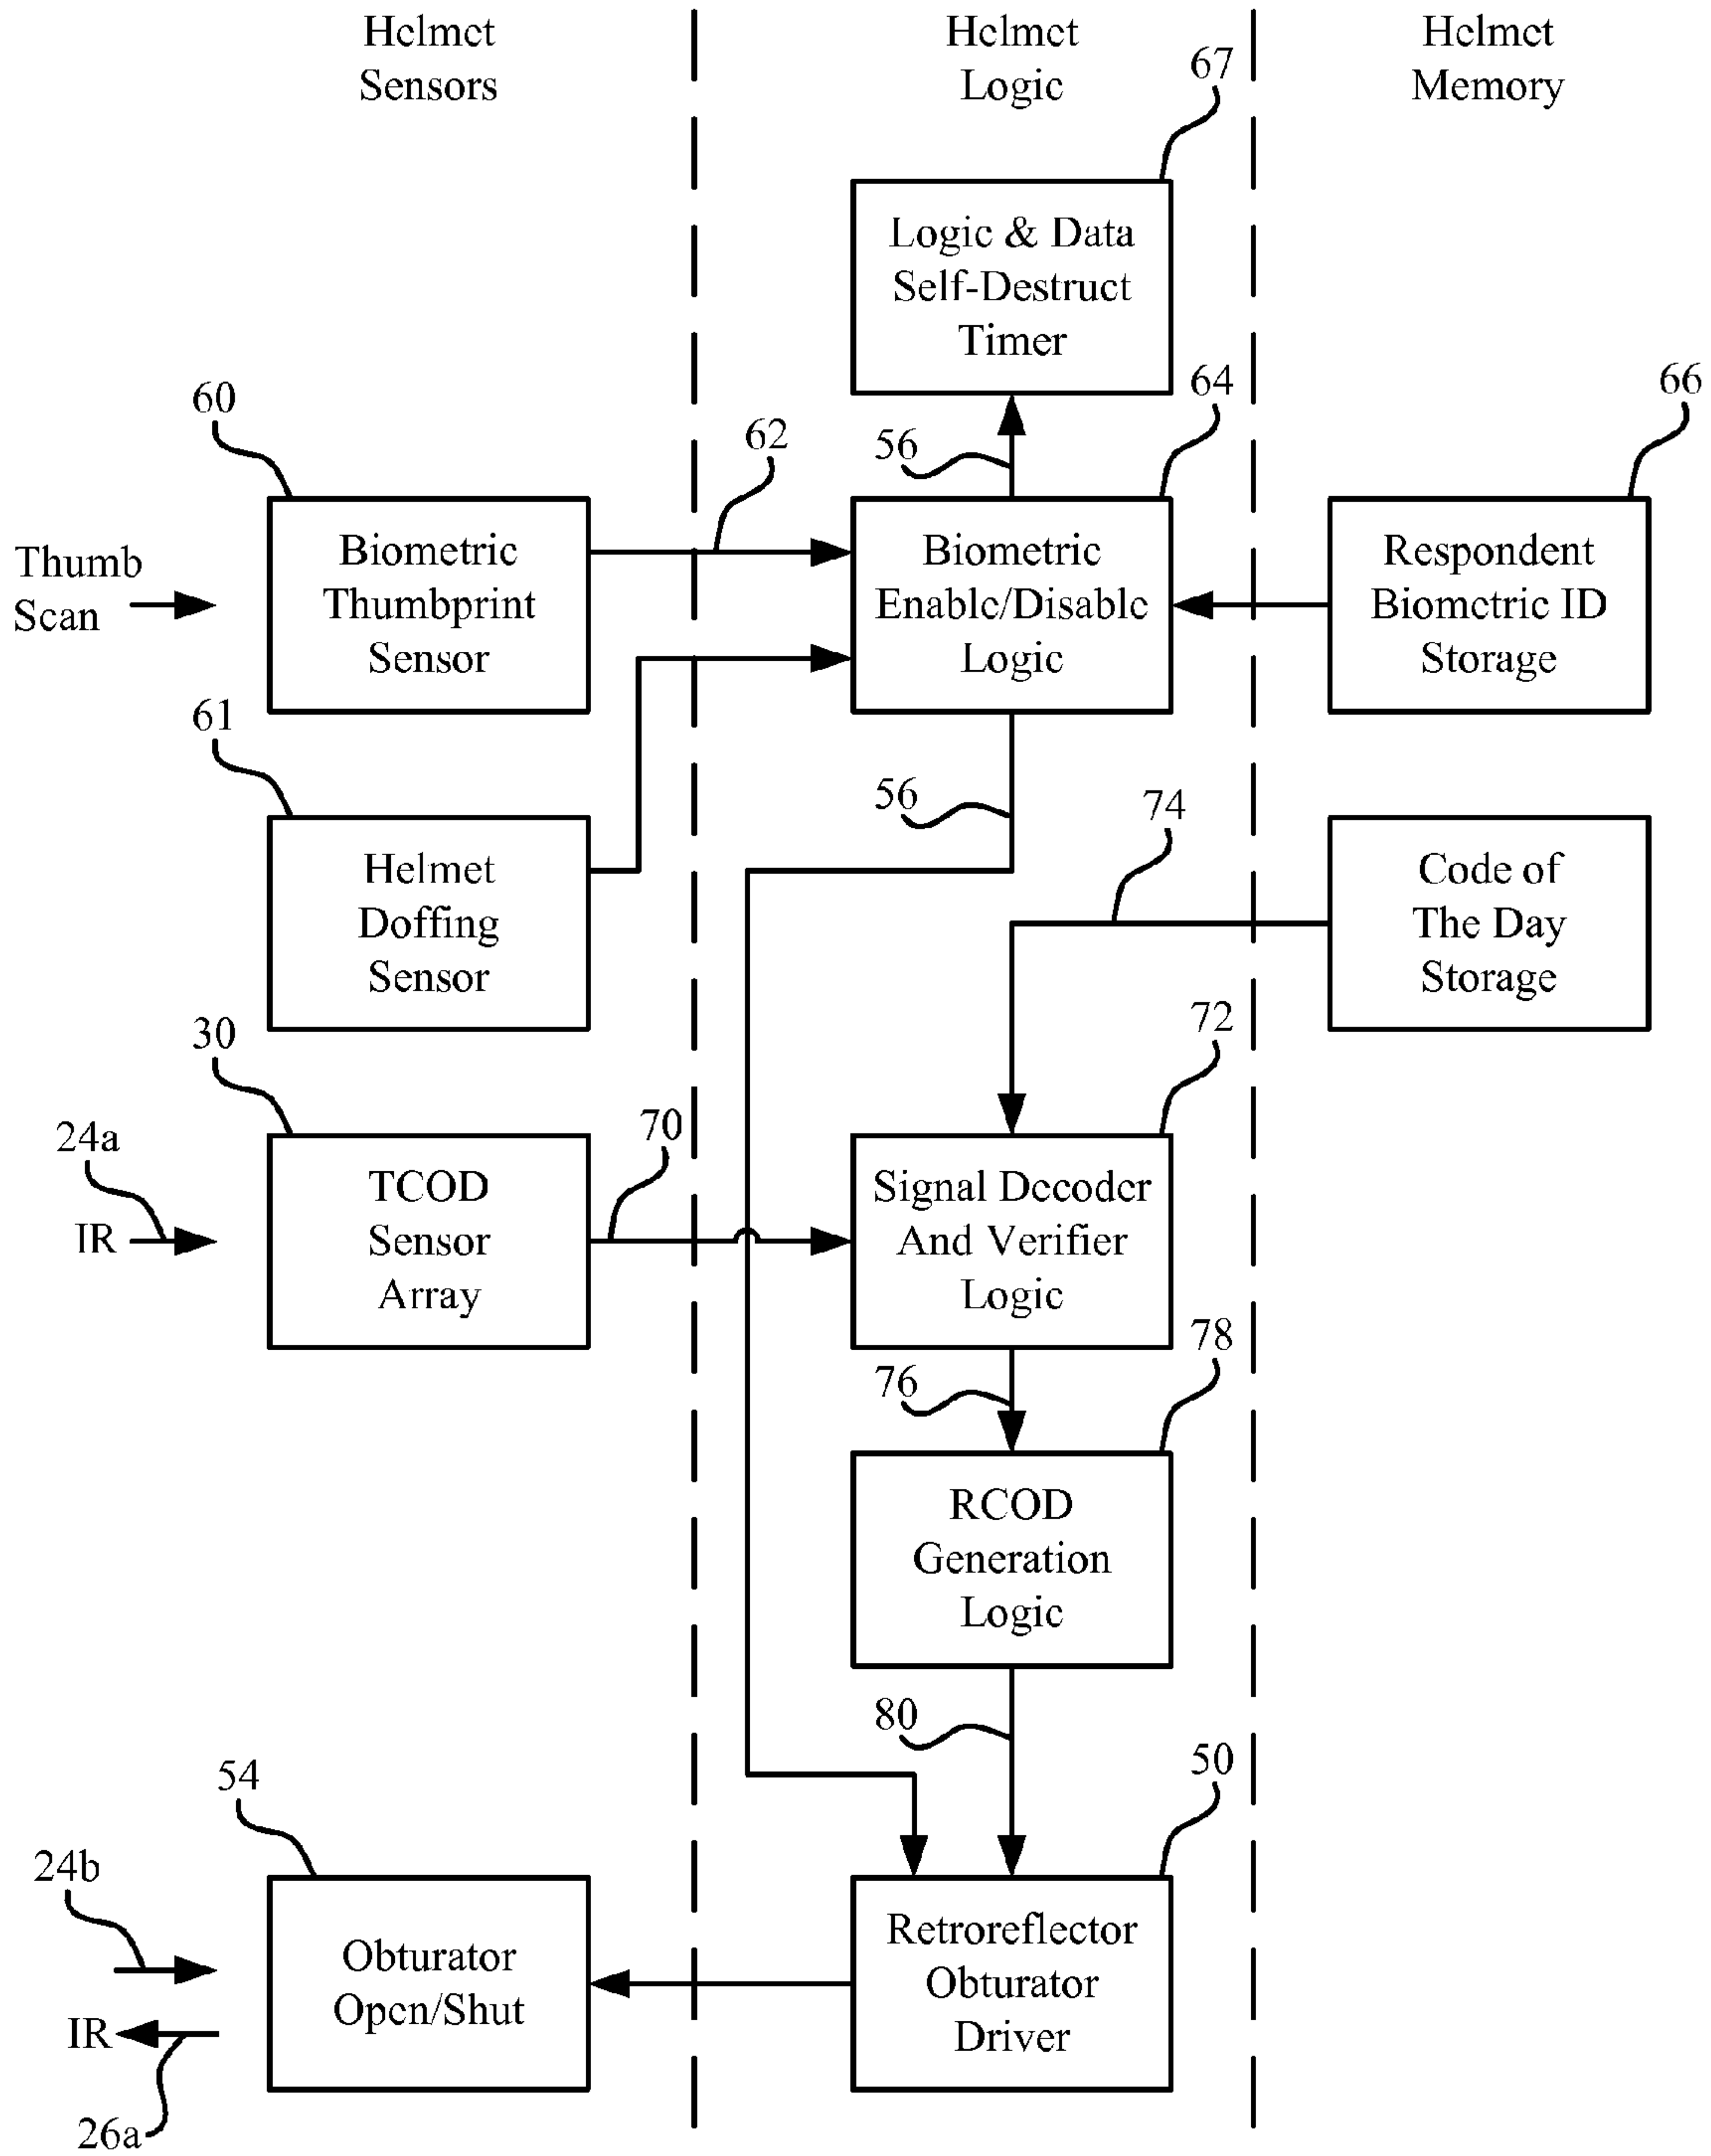 Helmet
Sensors
Helmet
Logic
Helmet
Memory
67
Logic & Data
Self-Destruct
Timer
60
62
56
64
66
Thumb
Scan
Biometric
Thumbprint
Sensor
Biometric
Enable/Disable
Logic
Respondent
Biometric ID
Storage
61
56
74
Helmet
Doffing
Sensor
Code of
The Day
Storage
30
72
24a
70
IR
TCOD
Sensor
Array
Signal Decoder
And Verifier
Logic
76
78
RCOD
Generation
Logic
80
54
50
24b
IR
26a
Obturator
Open/Shut
Retroreflector
Obturator
Driver